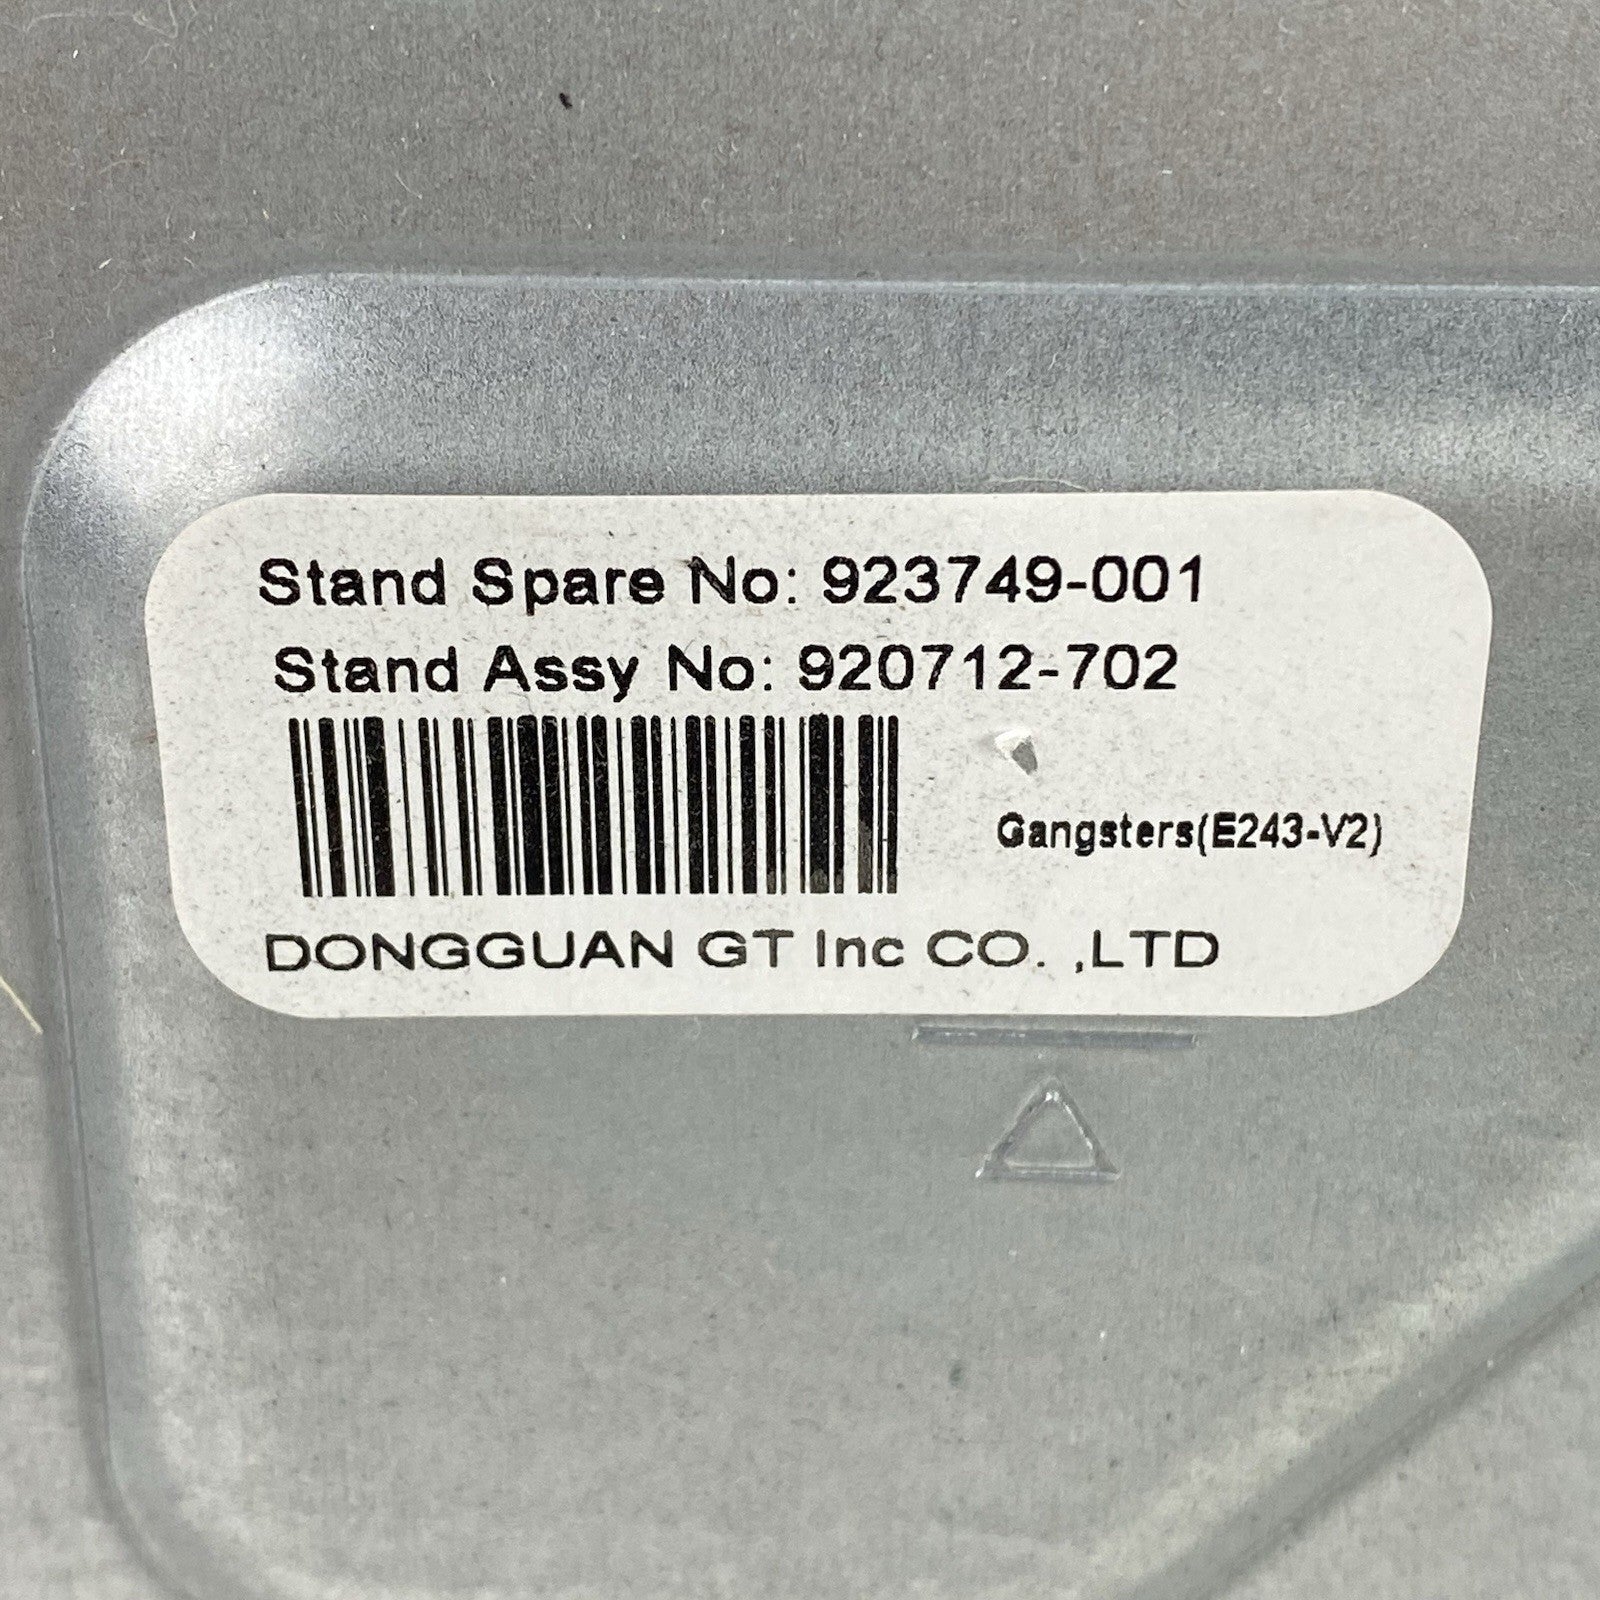 Stand Spare No: 923749-001
Stand Assy No: 920712-702
Gangsters(E243-V2)
DONGGUAN GT Inc CO. ,LTD